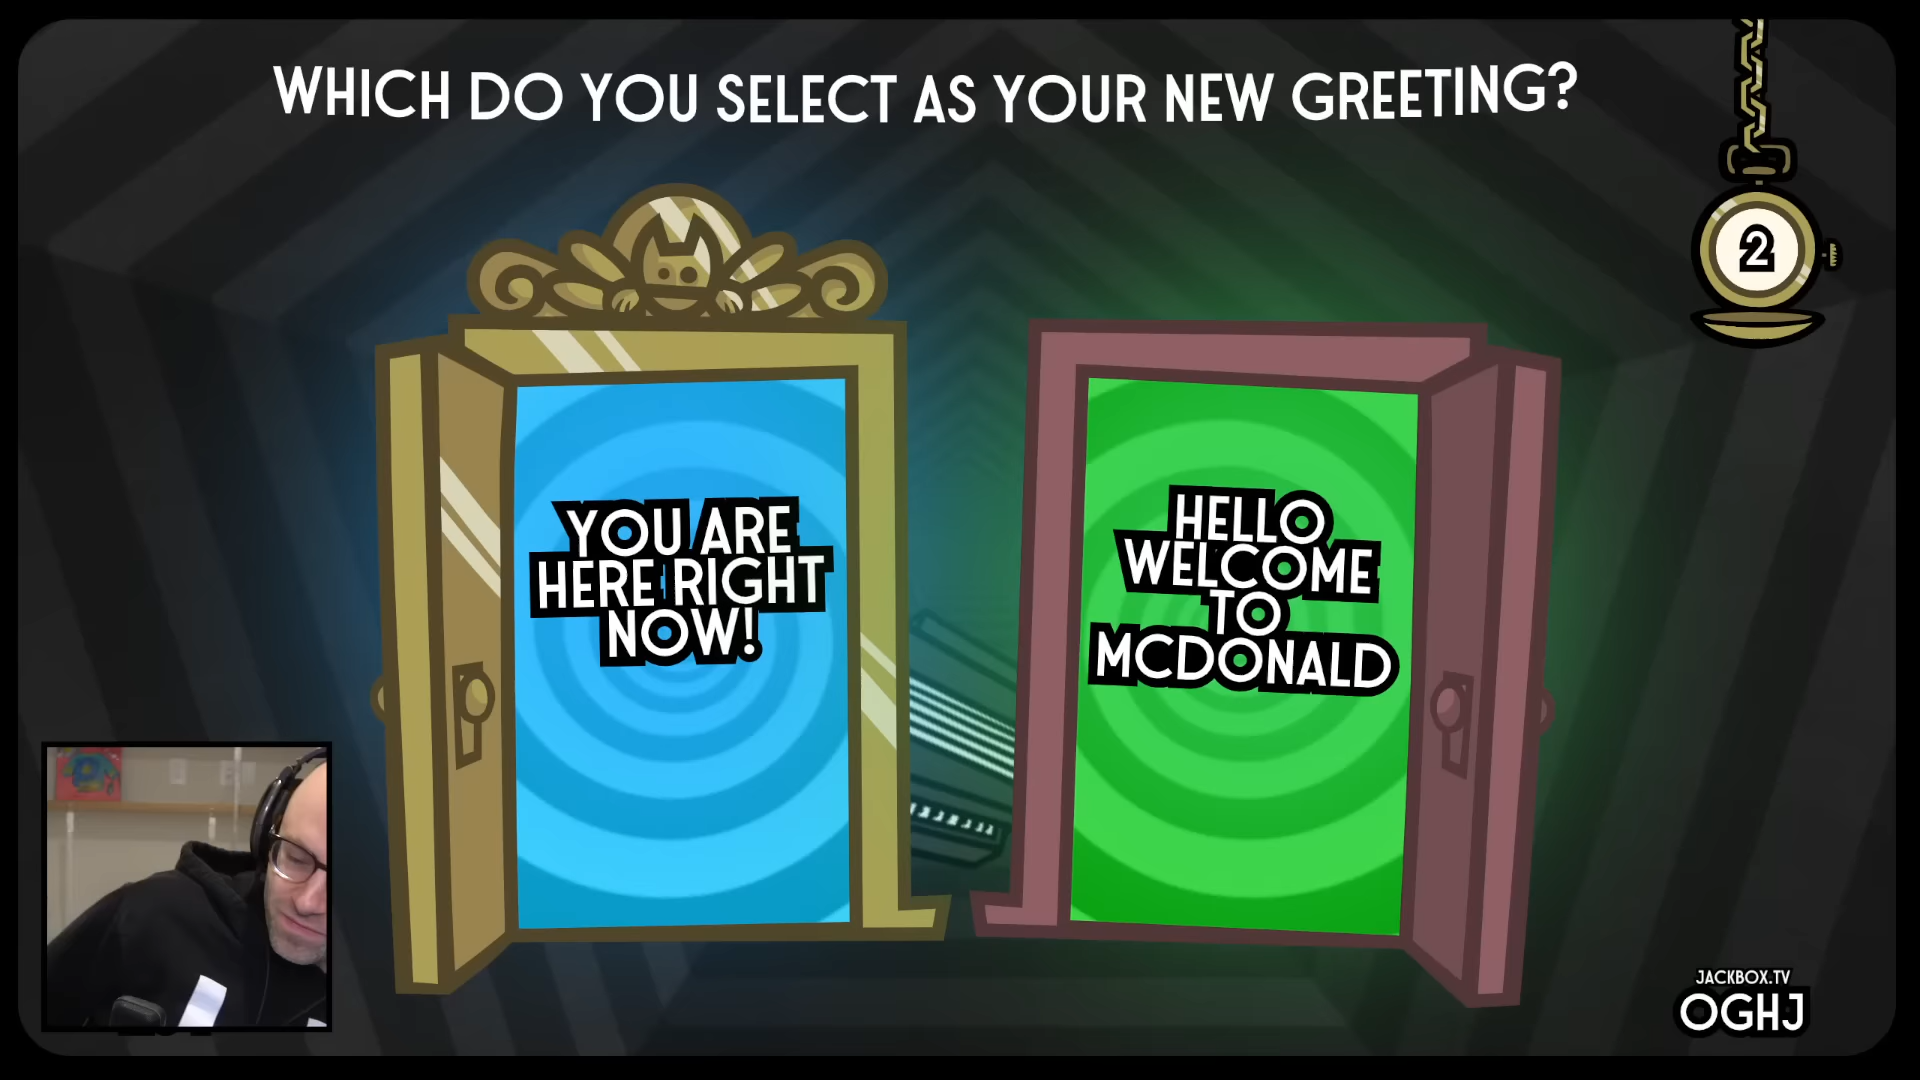 WHICH DO YOU SELECT AS YOUR NEW GREETING?
2
YOU ARE
HERE RIGHT
NOW!
HELLO
WELCOME
TO
MCDONALD
JACKBOX.TV
OGHJ